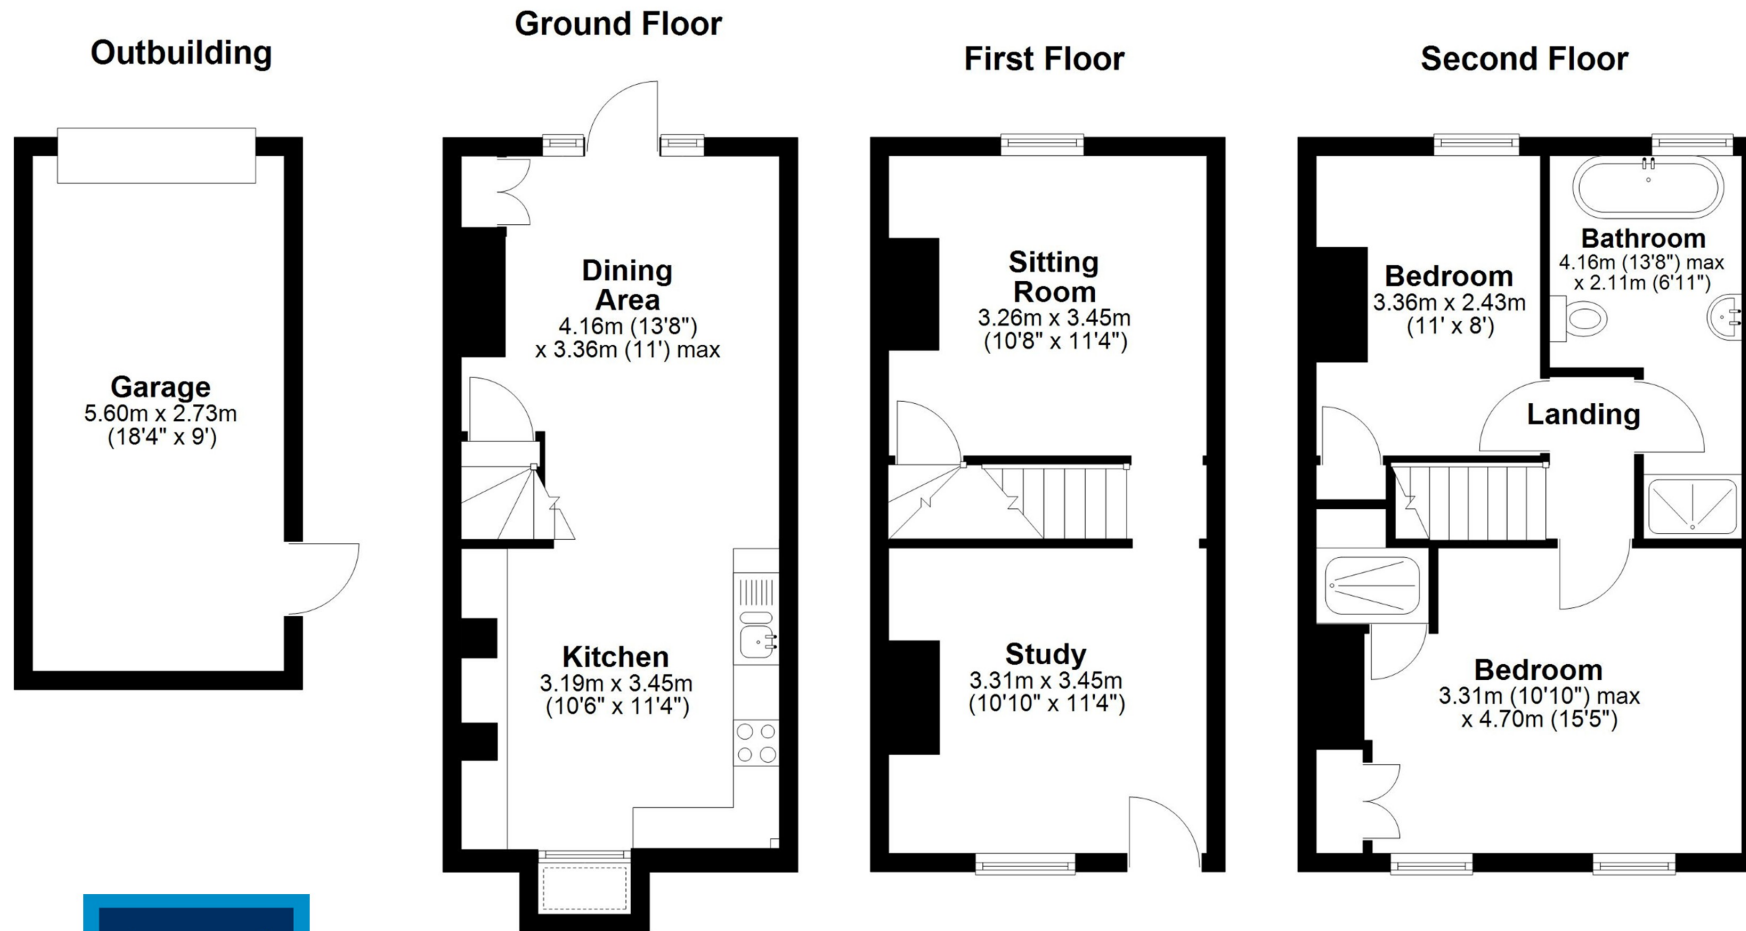 Outbuilding
Garage
5.60m x 2.73m
(18'4" x 9')
Ground Floor
Dining
Area
4.16m (13'8")
x 3.36m (11') max
Kitchen
3.19m x 3.45m
(10'6" x 11'4")
First Floor
Sitting
Room
3.26m x 3.45m
(10'8" x 11'4")
Study
3.31m x 3.45m
(10'10" x 11'4")
Second Floor
Bedroom
3.36m x 2.43m
(11' x 8')
Bathroom
4.16m (13'8") max
x 2.11m (6'11")
Landing
Bedroom
3.31m (10'10") max
x 4.70m (15'5")